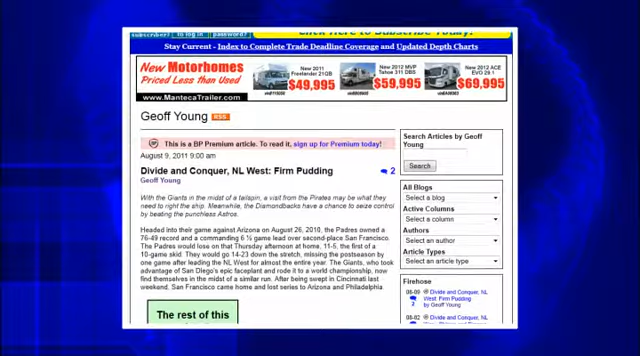 subscriber? to log in password? Click Here to Subscribe Today!
Stay Current - Index to Complete Trade Deadline Coverage and Updated Depth Charts
New Motorhomes
Priced Less than Used
www.MantecaTrailer.com
New 2011
Freelander 21QB
$49,995
New 2012 MVP
Tahoe 311 DBS
$59,995
New 2012 ACE
EVO 29.1
$69,995
Geoff Young RSS
This is a BP Premium article. To read it, sign up for Premium today!
August 9, 2011 9:00 am
Divide and Conquer, NL West: Firm Pudding
2
Geoff Young
With the Giants in the midst of a tailspin, a visit from the Pirates may be what they
need to right the ship. Meanwhile, the Diamondbacks have a chance to seize control
by beating the punchless Astros.
Headed into their game against Arizona on August 26, 2010, the Padres owned a
76-49 record and a commanding 6 ½ game lead over second-place San Francisco.
The Padres would lose on that Thursday afternoon at home, 11-5, the first of a
10-game skid. They would go 14-23 down the stretch, missing the postseason by
one game after leading the NL West for almost the entire year. The Giants, who took
advantage of San Diego's epic faceplant and rode it to a world championship, now
find themselves in the midst of a similar run. After being swept in Cincinnati last
weekend, San Francisco came home and lost series to Arizona and Philadelphia.
The rest of this
Search Articles by Geoff
Young
Search
All Blogs
Select a blog
Active Columns
Select a column
Authors
Select an author
Article Types
Select an article type
Firehose
08-09 Divide and Conquer, NL
West: Firm Pudding
2 by Geoff Young
08-02 Divide and Conquer, NL